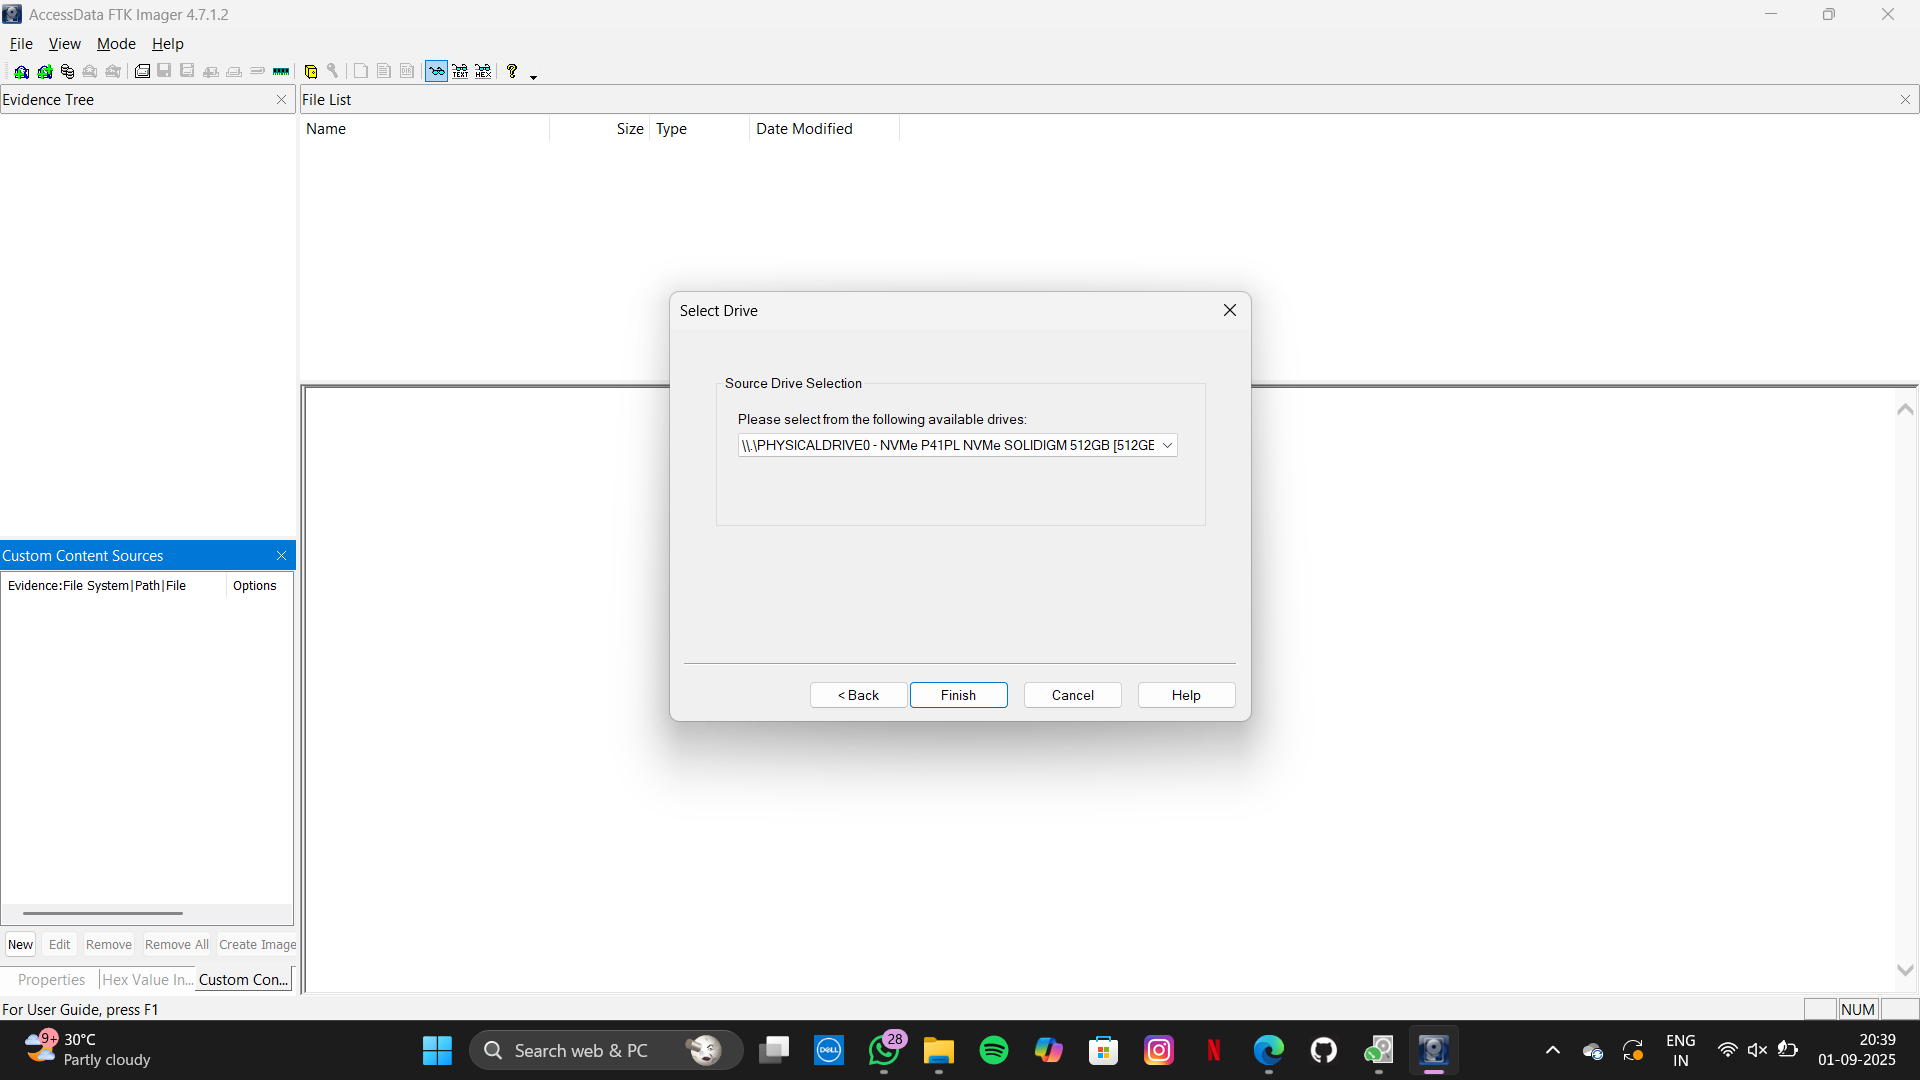 AccessData FTK Imager 4.7.1.2
File View Mode Help
Evidence Tree
File List
Name Size Type Date Modified
Select Drive
Source Drive Selection
Please select from the following available drives:
\\.\PHYSICALDRIVE0 - NVMe P41PL NVMe SOLIDIGM 512GB [512GB
< Back Finish Cancel Help
Custom Content Sources
Evidence:File System|Path|File Options
New Edit Remove Remove All Create Image
Properties Hex Value In... Custom Con...
For User Guide, press F1
NUM
9+ 30°C
Partly cloudy
Search web & PC
DELL
28
ENG
IN
20:39
01-09-2025